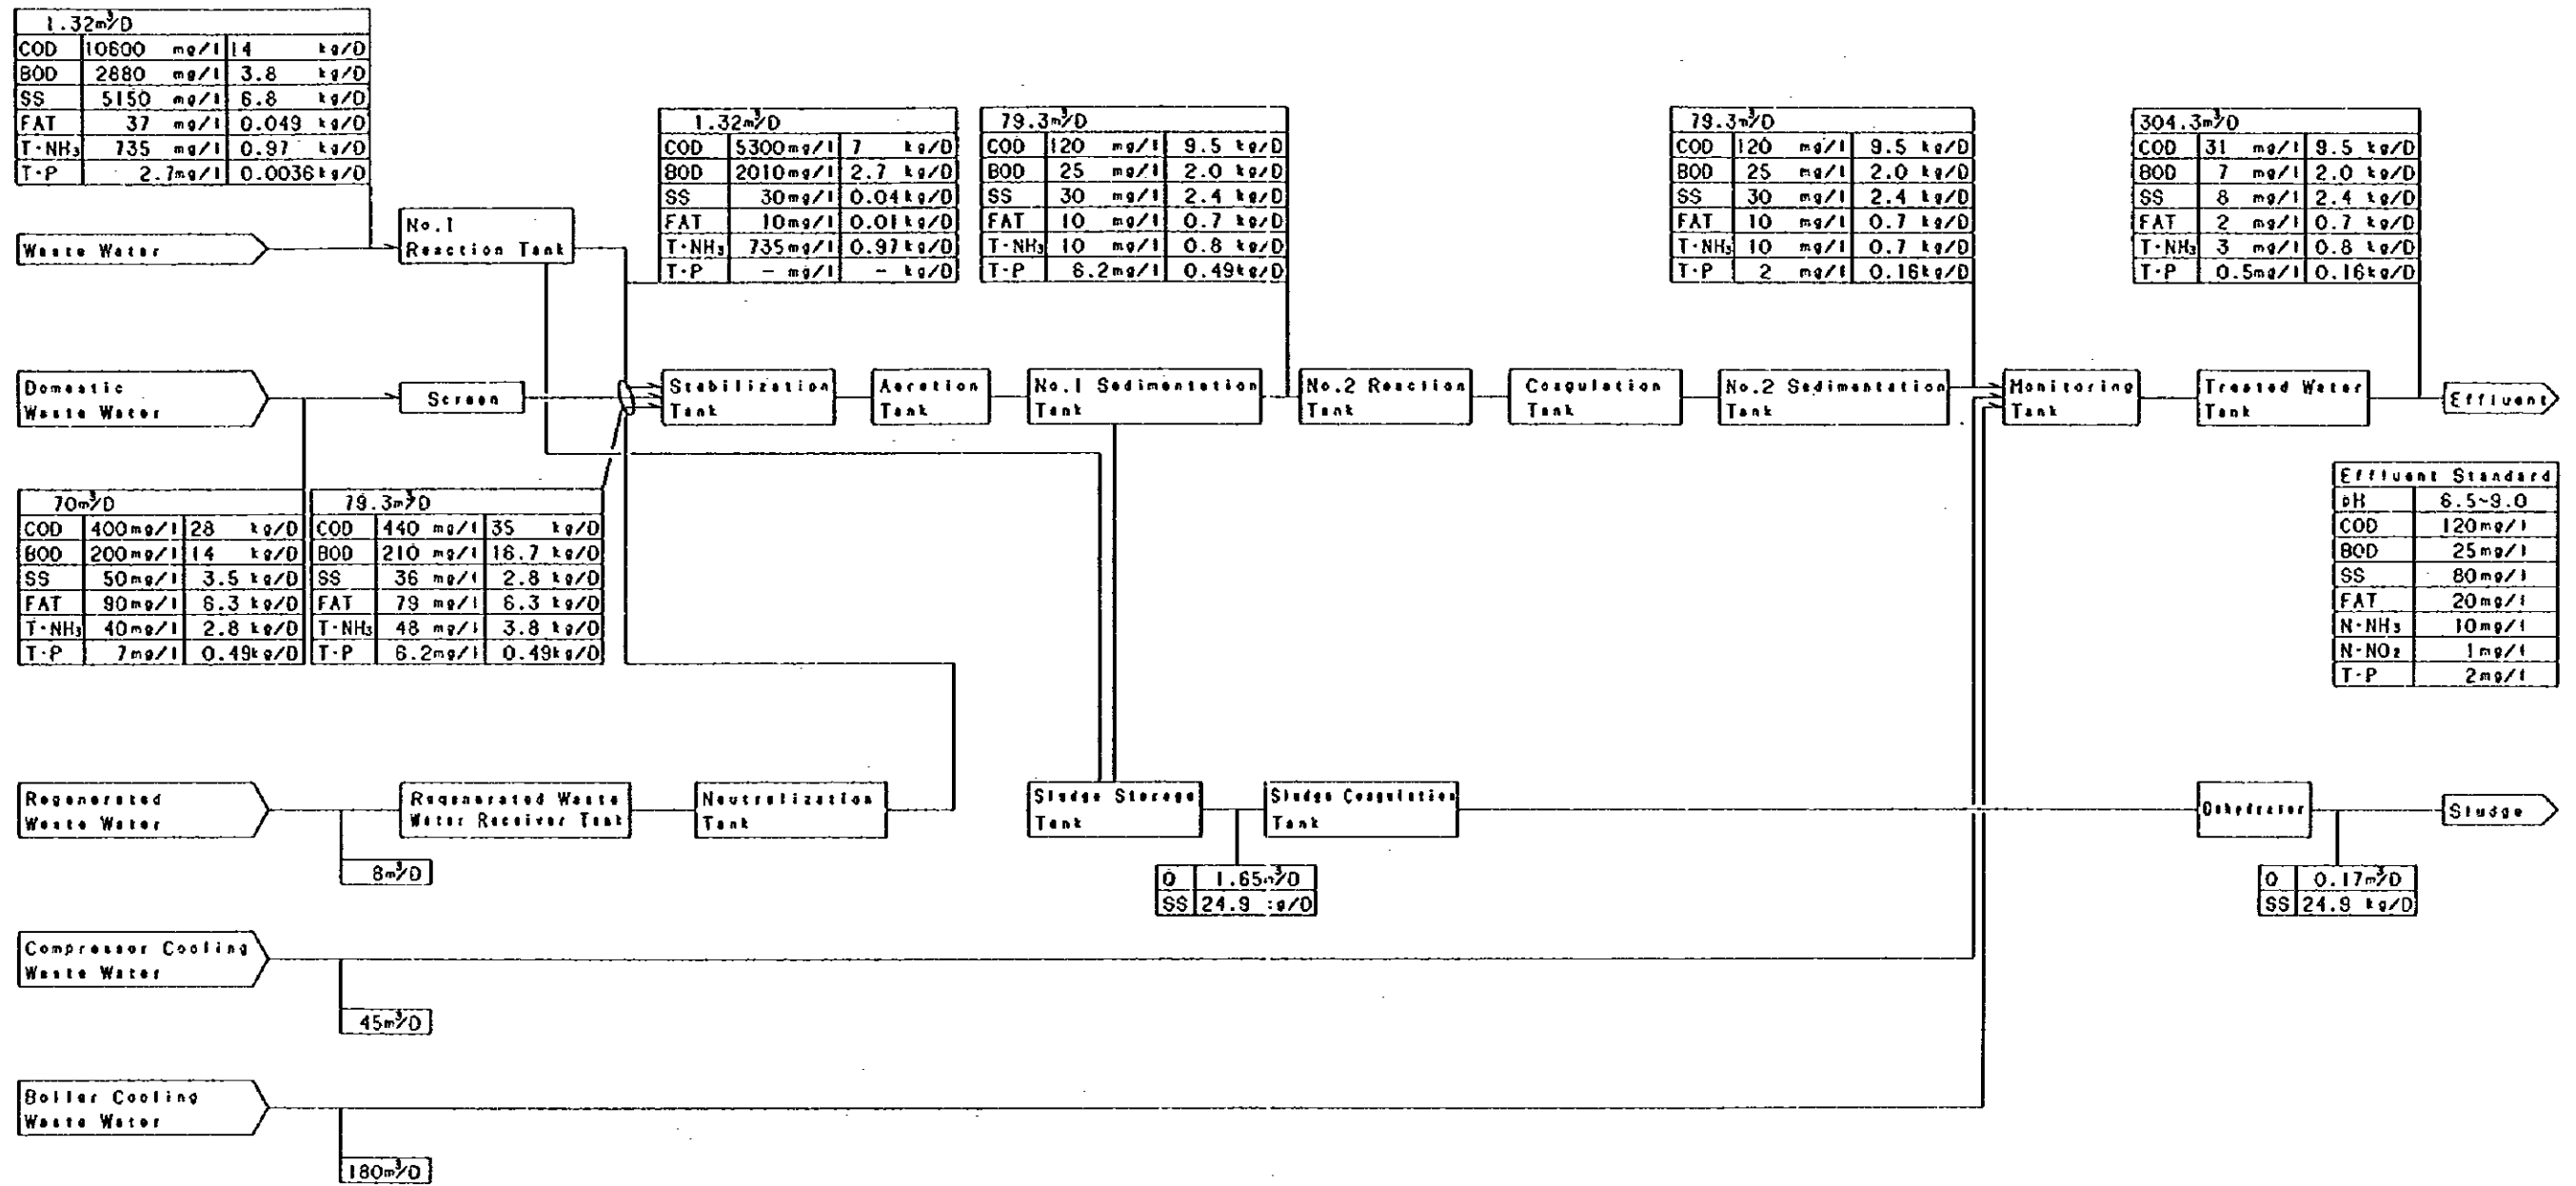 1.32m³/D
COD 10600 mg/l 14 kg/D
BOD 2880 mg/l 3.8 kg/D
SS 5150 mg/l 6.8 kg/D
FAT 37 mg/l 0.049 kg/D
T·NH₃ 735 mg/l 0.97 kg/D
T·P 2.7mg/l 0.0036kg/D
1.32m³/D
COD 5300mg/l 7 kg/D
BOD 2010mg/l 2.7 kg/D
SS 30mg/l 0.04kg/D
FAT 10mg/l 0.01kg/D
T·NH₃ 735mg/l 0.97kg/D
T·P - mg/l - kg/D
79.3m³/D
COD 120 mg/l 9.5 kg/D
BOD 25 mg/l 2.0 kg/D
SS 30 mg/l 2.4 kg/D
FAT 10 mg/l 0.7 kg/D
T·NH₃ 10 mg/l 0.8 kg/D
T·P 6.2mg/l 0.49kg/D
79.3m³/D
COD 120 mg/l 9.5 kg/D
BOD 25 mg/l 2.0 kg/D
SS 30 mg/l 2.4 kg/D
FAT 10 mg/l 0.7 kg/D
T·NH₃ 10 mg/l 0.7 kg/D
T·P 2 mg/l 0.16kg/D
304.3m³/D
COD 31 mg/l 9.5 kg/D
BOD 7 mg/l 2.0 kg/D
SS 8 mg/l 2.4 kg/D
FAT 2 mg/l 0.7 kg/D
T·NH₃ 3 mg/l 0.8 kg/D
T·P 0.5mg/l 0.16kg/D
Waste Water
No.1
Reaction Tank
Domestic
Waste Water
Screen
Stabilization
Tank
Aeration
Tank
No.1 Sedimentation
Tank
No.2 Reaction
Tank
Coagulation
Tank
No.2 Sedimentation
Tank
Monitoring
Tank
Treated Water
Tank
Effluent
70m³/D
COD 400mg/l 28 kg/D
BOD 200mg/l 14 kg/D
SS 50mg/l 3.5 kg/D
FAT 90mg/l 6.3 kg/D
T·NH₃ 40mg/l 2.8 kg/D
T·P 7mg/l 0.49kg/D
79.3m³/D
COD 440 mg/l 35 kg/D
BOD 210 mg/l 16.7 kg/D
SS 36 mg/l 2.8 kg/D
FAT 79 mg/l 6.3 kg/D
T·NH₃ 48 mg/l 3.8 kg/D
T·P 6.2mg/l 0.49kg/D
Effluent Standard
pH 6.5~9.0
COD 120mg/l
BOD 25mg/l
SS 80mg/l
FAT 20mg/l
N·NH₃ 10mg/l
N·NO₂ 1mg/l
T·P 2mg/l
Regenerated
Waste Water
Regenerated Waste
Water Receiver Tank
Neutralization
Tank
Sludge Storage
Tank
Sludge Coagulation
Tank
Dehydrator
Sludge
8m³/D
Q 1.65m³/D
SS 24.9 kg/D
Q 0.17m³/D
SS 24.9 kg/D
Compressor Cooling
Waste Water
45m³/D
Boiler Cooling
Waste Water
180m³/D